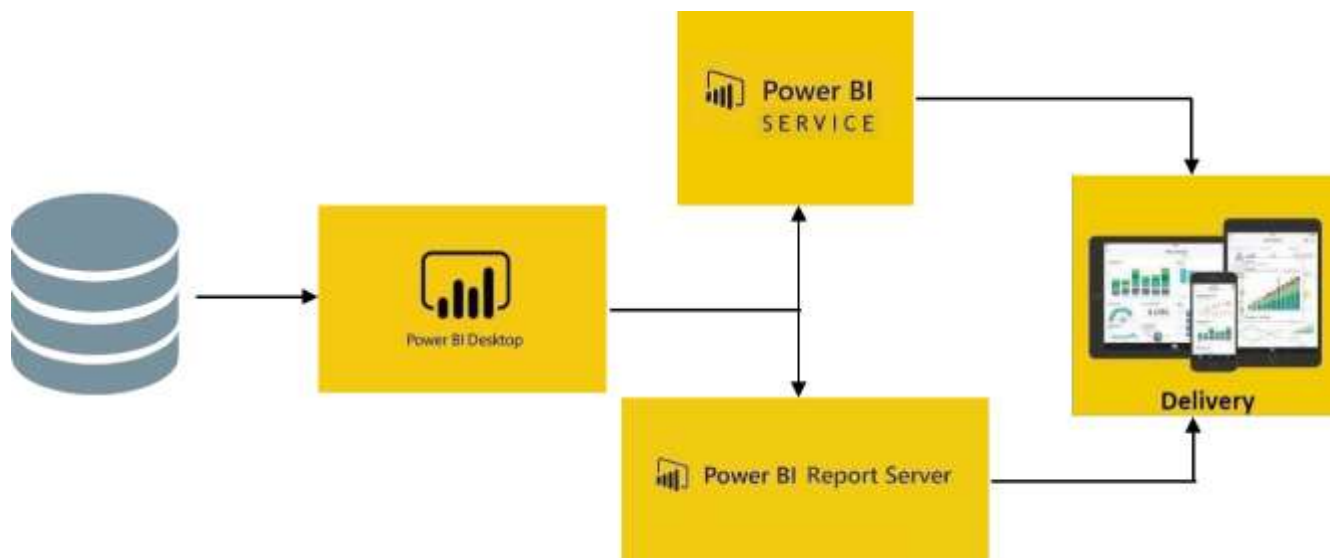 Power BI
SERVICE
Power BI Desktop
Delivery
Power BI Report Server